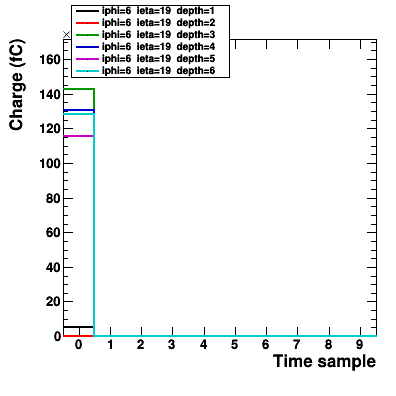 iphi=6 ieta=19 depth=1
iphi=6 ieta=19 depth=2
iphi=6 ieta=19 depth=3
iphi=6 ieta=19 depth=4
iphi=6 ieta=19 depth=5
iphi=6 ieta=19 depth=6
Charge (fC)
160
140
120
100
80
60
40
20
0
0 1 2 3 4 5 6 7 8 9
Time sample